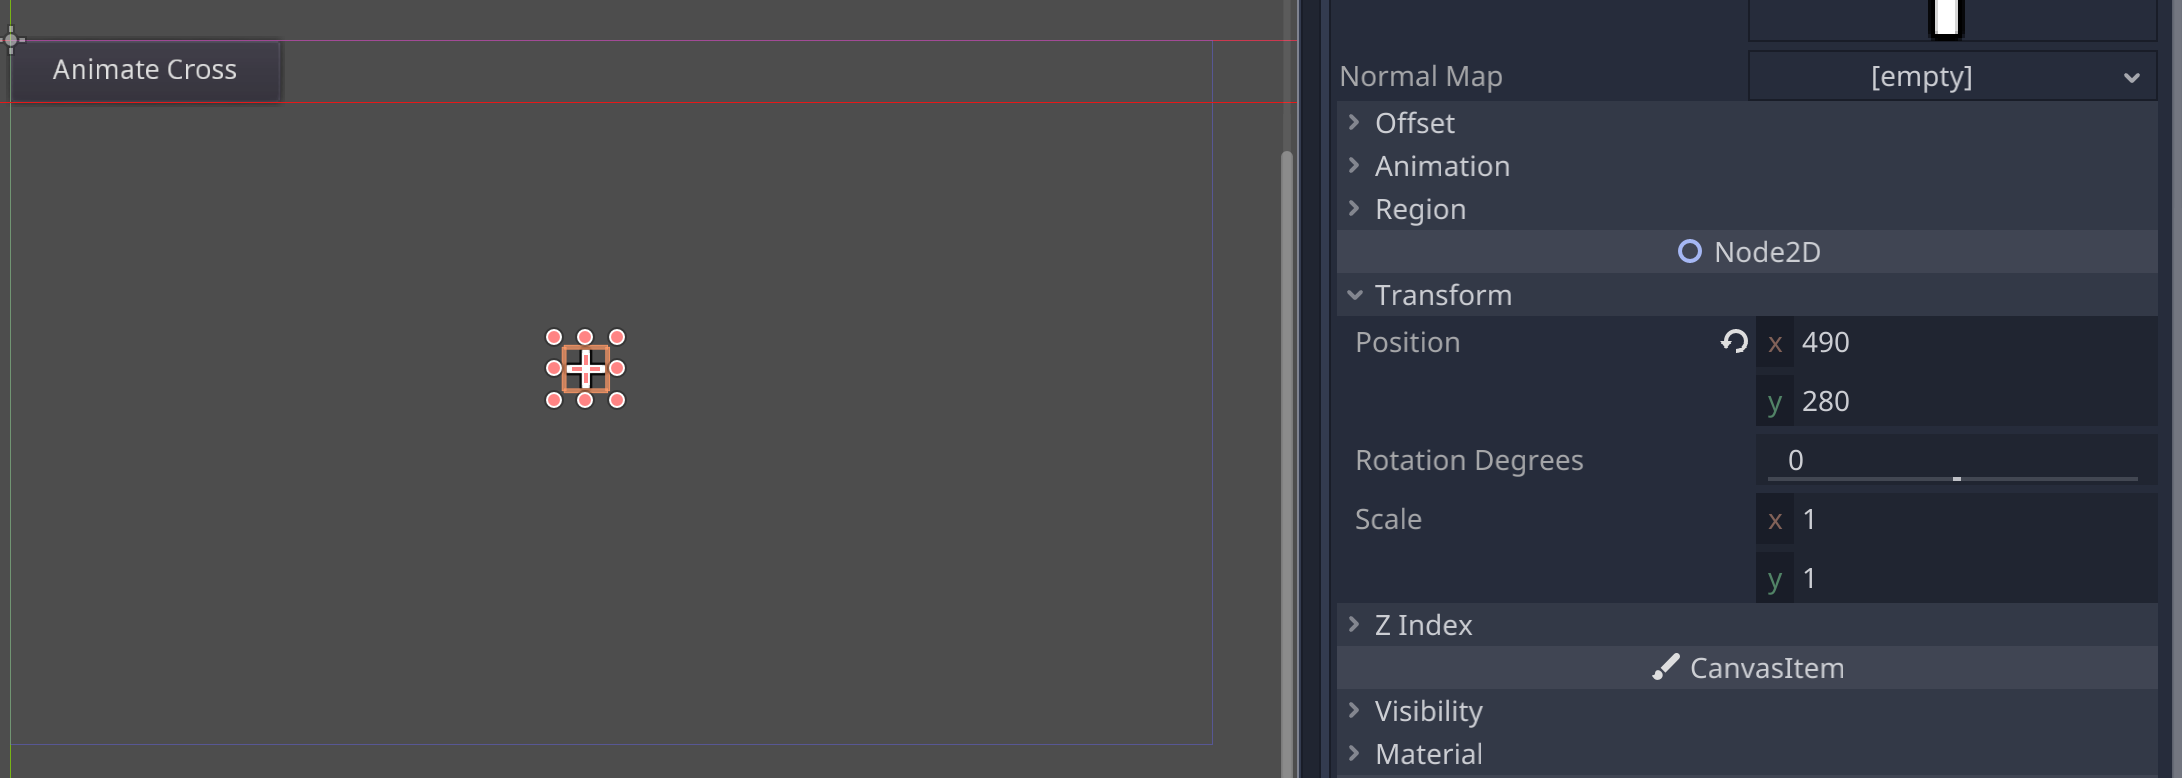 Animate Cross
Normal Map [empty]
Offset
Animation
Region
Node2D
Transform
Position x 490
y 280
Rotation Degrees 0
Scale x 1
y 1
Z Index
CanvasItem
Visibility
Material